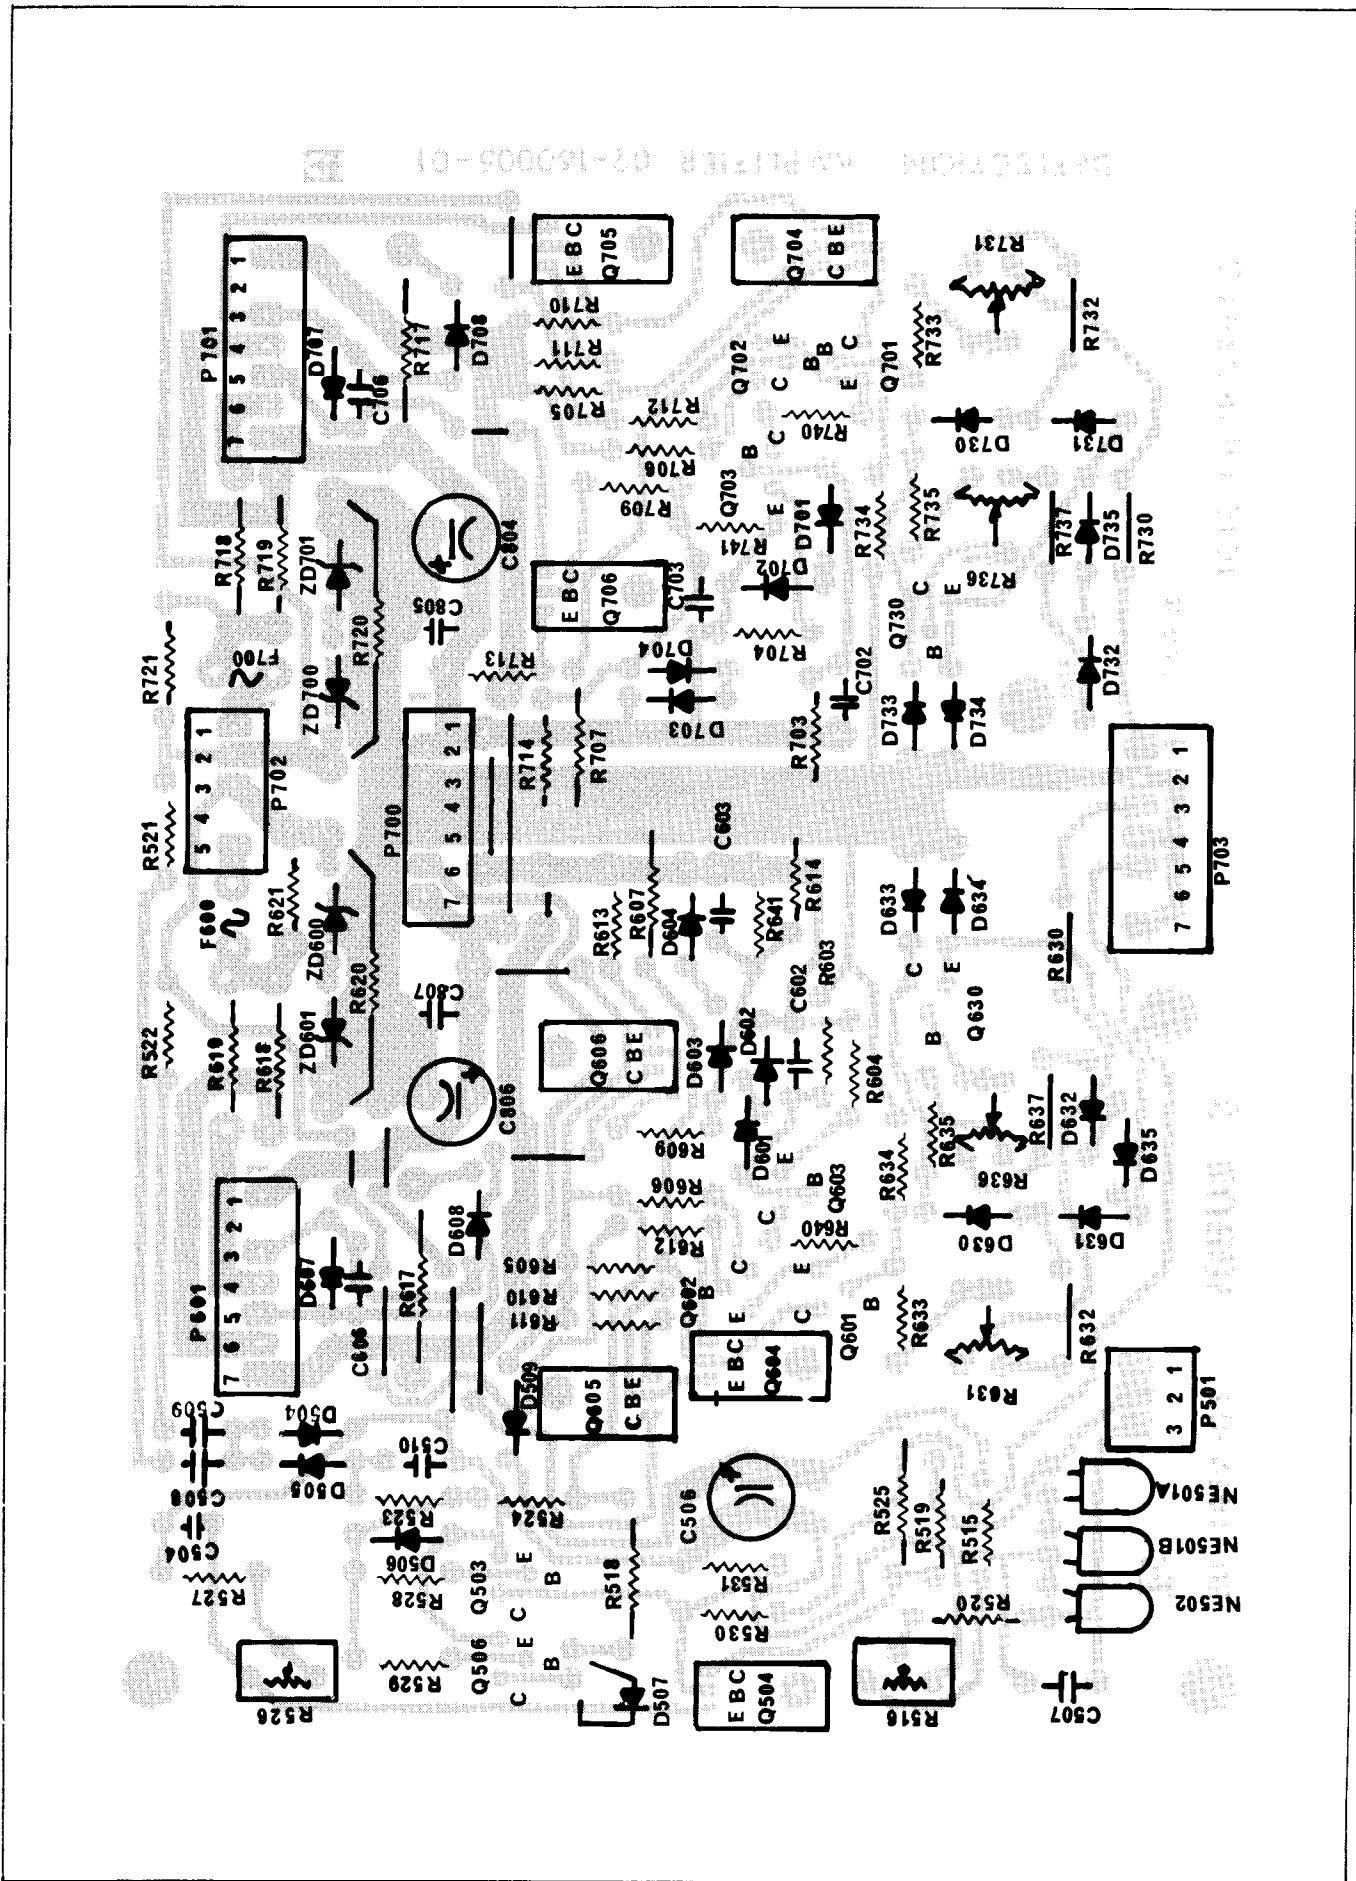 DEFLECTION AMPLIFIER 02-160005-01
P701
7 6 5 4 3 2 1
D707
C706
R717
D708
E B C
Q705
Q704
C B E
R731
R710
R711
R705
R712
R706
R709
Q702
C E
B
B
E C
Q701
R733
R732
R740
B C
E
Q703
D730
D731
R718
R719
ZD701
C804
C805
R720
E B C
Q706
C703
R741
D702
D701
R734
R735
R736
R737
D735
R730
R721
F700
ZD700
R713
D704
D703
R704
C702
Q730
C
E
B
D732
P702
5 4 3 2 1
P700
7 6 5 4 3 2 1
R714
R707
R703
D733
D734
P703
7 6 5 4 3 2 1
R521
R621
F600
ZD600
R620
R613
R607
D604
C603
R641
R614
D633
D634
R630
R522
R619
R618
ZD601
C807
C806
Q606
C B E
D603
D602
C602
R603
R604
C
E
B
Q630
R609
D601
E
B
C
Q603
R634
R635
R636
R637
D632
D635
P601
7 6 5 4 3 2 1
D607
C606
R617
D608
R606
R612
R605
R610
R611
R640
D630
D631
Q602
B C
E
E
C
B
Q601
R633
R631
R632
E B C
Q604
Q605
C B E
D509
P501
3 2 1
C509
C508
D504
D505
C510
C504
R523
R524
D506
R527
R528
C506
R525
R519
R515
NE501A
NE501B
NE502
Q503
E
B
C
R518
R531
R530
R520
R526
R529
Q506
E
B
C
D507
E B C
Q504
R516
C507